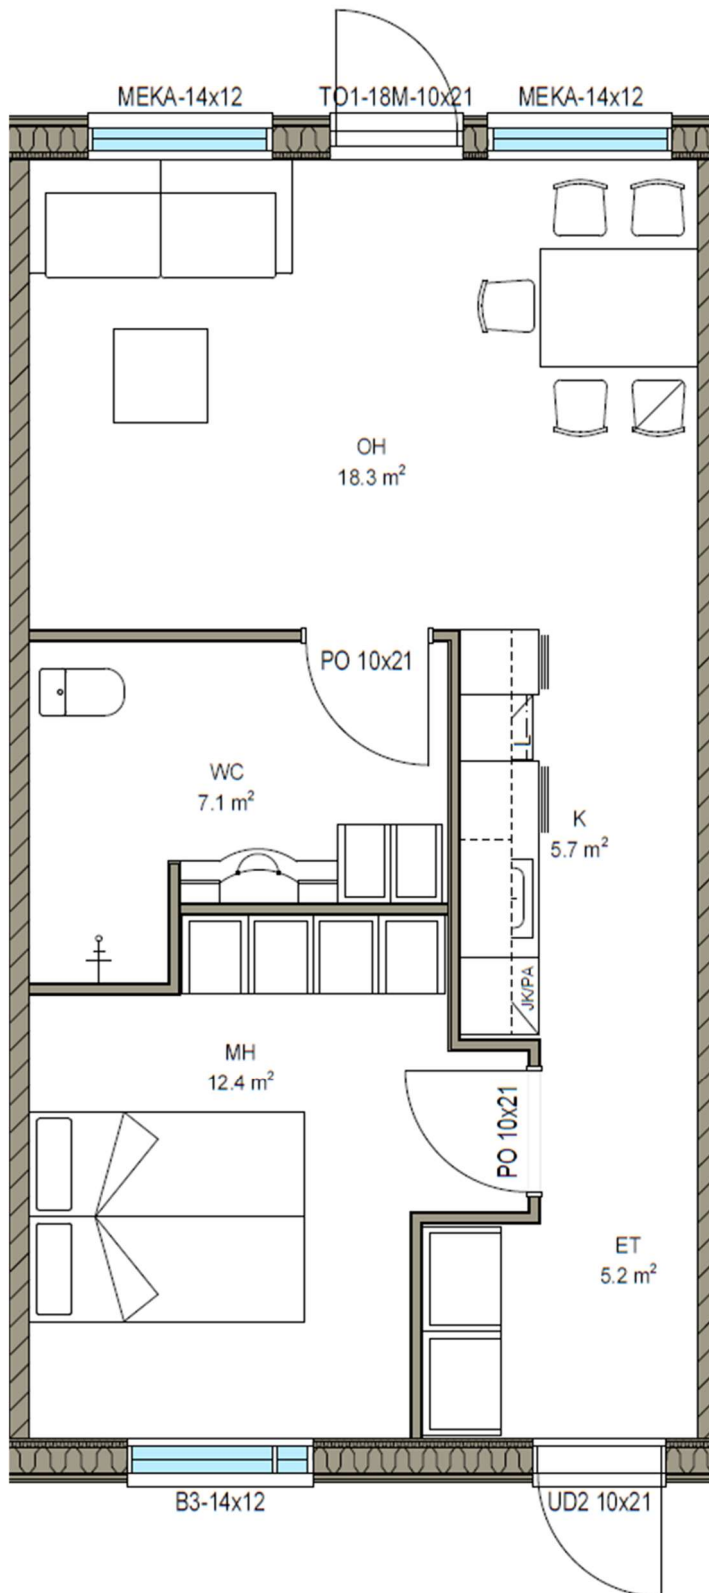 MEKA-14x12
TO1-18M-10x21
MEKA-14x12
OH
18.3 m²
PO 10x21
WC
7.1 m²
L
K
5.7 m²
JK/PA
MH
12.4 m²
PO 10x21
ET
5.2 m²
B3-14x12
UD2 10x21